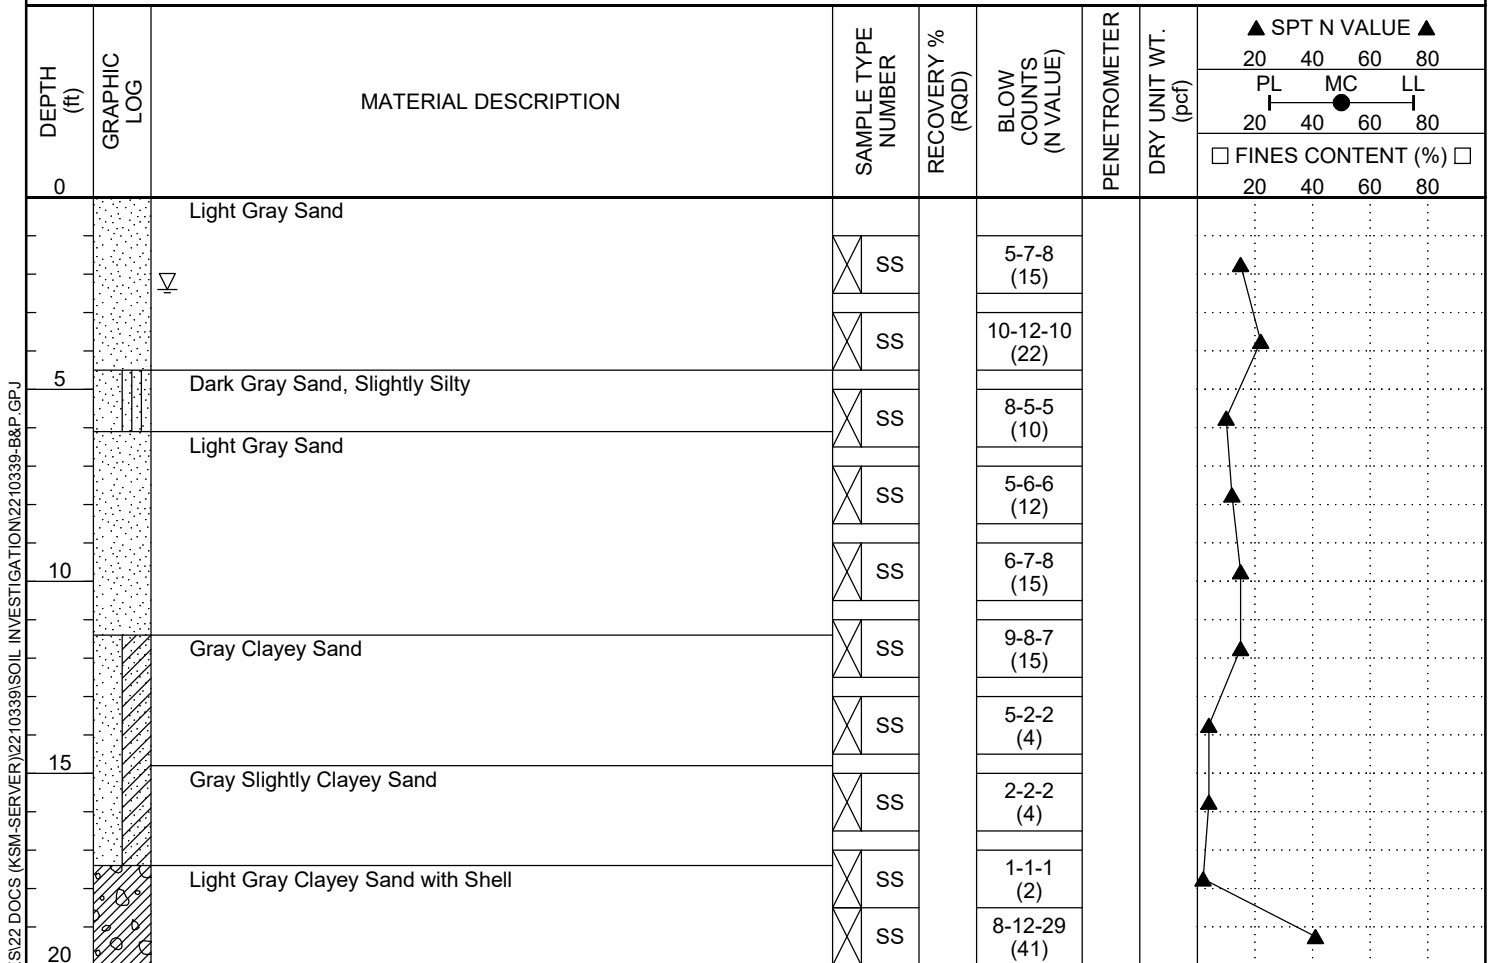 DEPTH
(ft)
GRAPHIC
LOG
MATERIAL DESCRIPTION
SAMPLE TYPE
NUMBER
RECOVERY %
(RQD)
BLOW
COUNTS
(N VALUE)
PENETROMETER
DRY UNIT WT.
(pcf)
▲ SPT N VALUE ▲
20 40 60 80
PL MC LL
20 40 60 80
□ FINES CONTENT (%) □
20 40 60 80
0
Light Gray Sand
SS
5-7-8
(15)
SS
10-12-10
(22)
5
Dark Gray Sand, Slightly Silty
SS
8-5-5
(10)
Light Gray Sand
SS
5-6-6
(12)
10
SS
6-7-8
(15)
Gray Clayey Sand
SS
9-8-7
(15)
SS
5-2-2
(4)
15
Gray Slightly Clayey Sand
SS
2-2-2
(4)
Light Gray Clayey Sand with Shell
SS
1-1-1
(2)
SS
8-12-29
(41)
20
S\22 DOCS (KSM-SERVER)\2210339\SOIL INVESTIGATION\2210339-B&P.GPJ